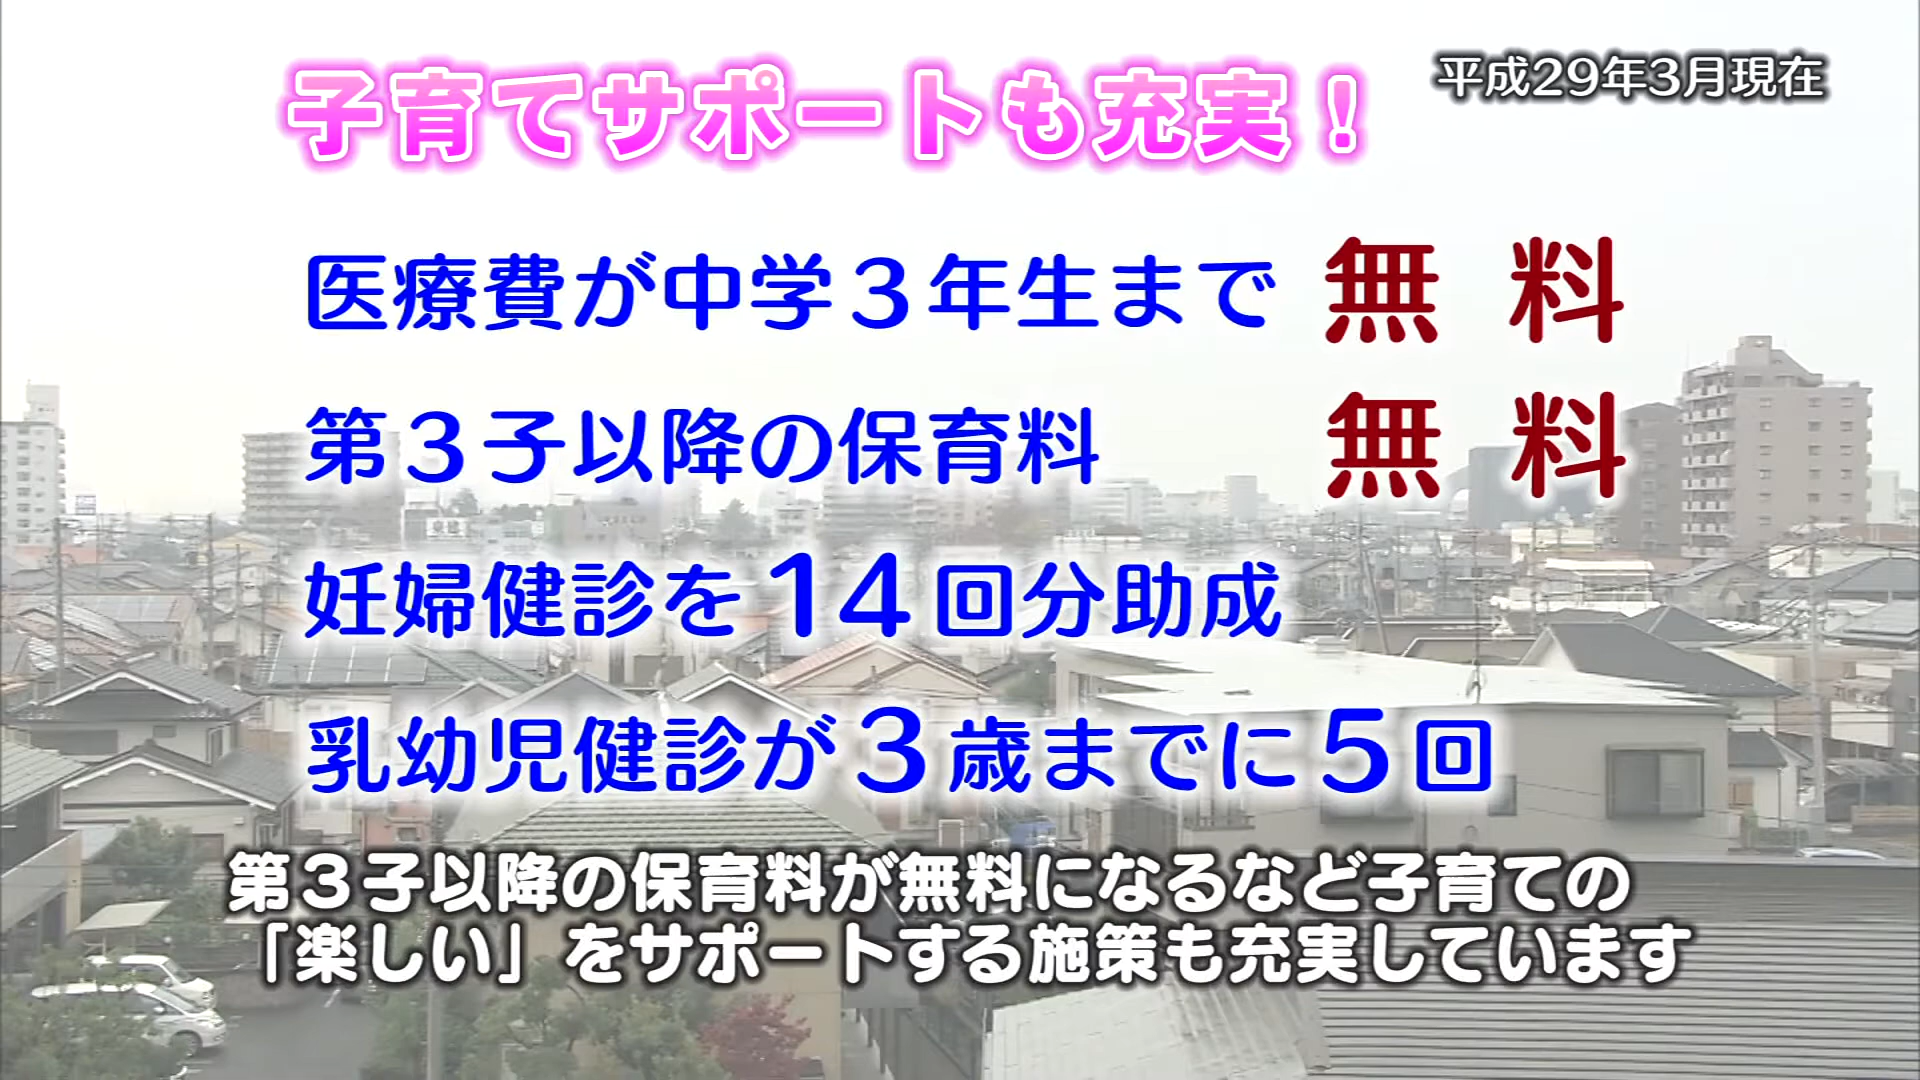 子育てサポートも充実！
平成29年3月現在
医療費が中学３年生まで 無 料
第３子以降の保育料 無 料
妊婦健診を14回分助成
乳幼児健診が３歳までに５回
第３子以降の保育料が無料になるなど子育ての
「楽しい」をサポートする施策も充実しています